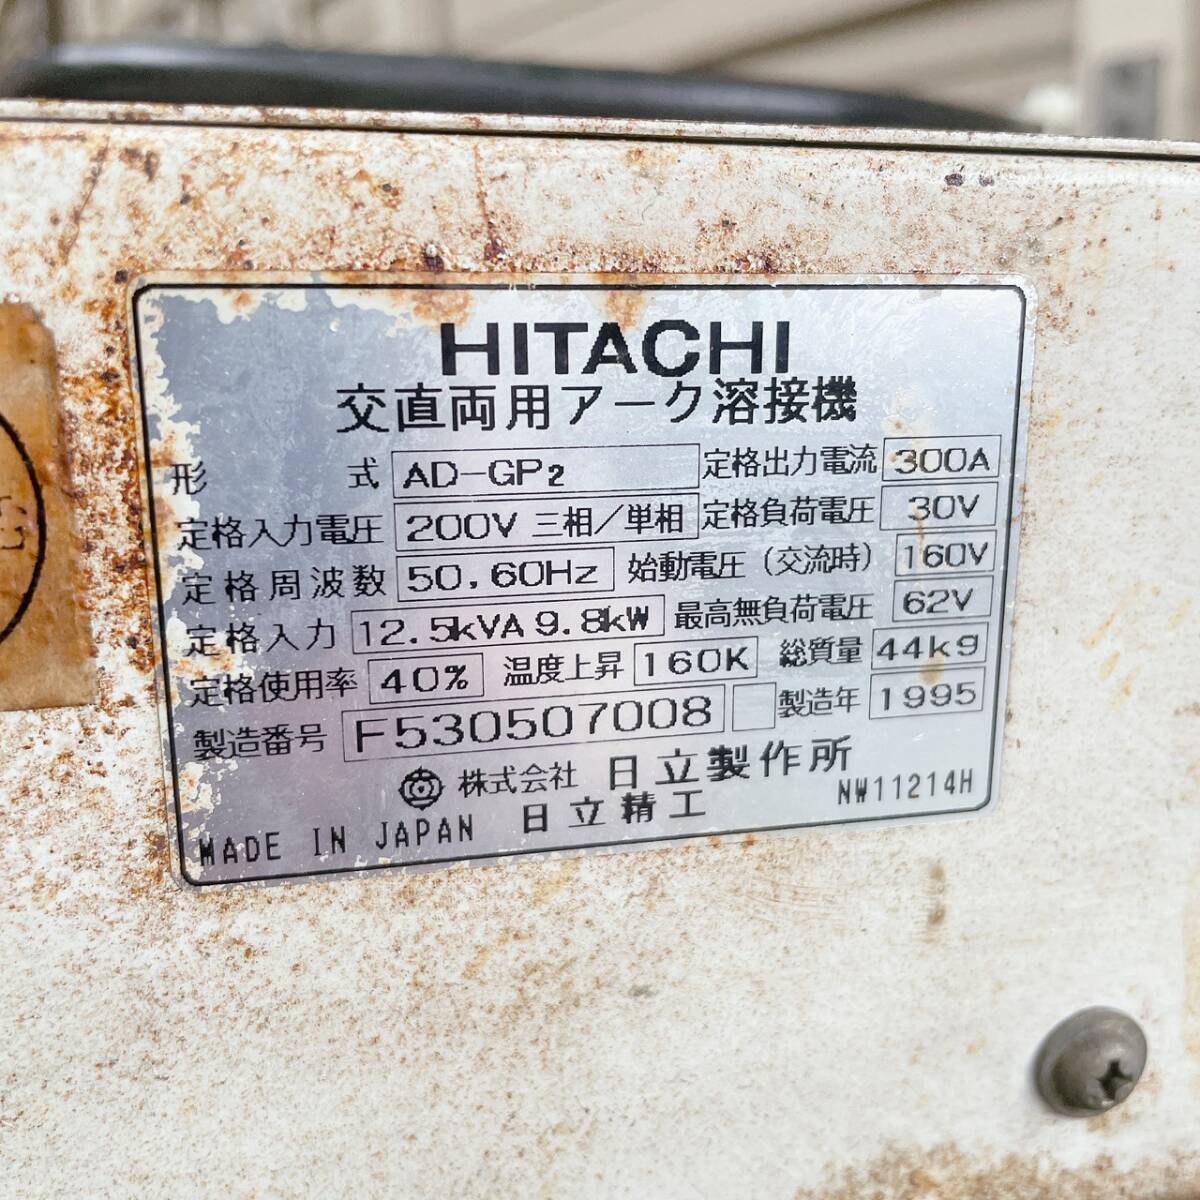 HITACHI
交直両用アーク溶接機
形 式 AD-GP2 定格出力電流 300A
定格入力電圧 200V 三相/単相 定格負荷電圧 30V
定格周波数 50,60Hz 始動電圧(交流時) 160V
定格入力 12.5kVA 9.8kW 最高無負荷電圧 62V
定格使用率 40% 温度上昇 160K 総質量 44kg
製造番号 F530507008 製造年 1995
株式会社 日立製作所
日立精工
MADE IN JAPAN NW11214H